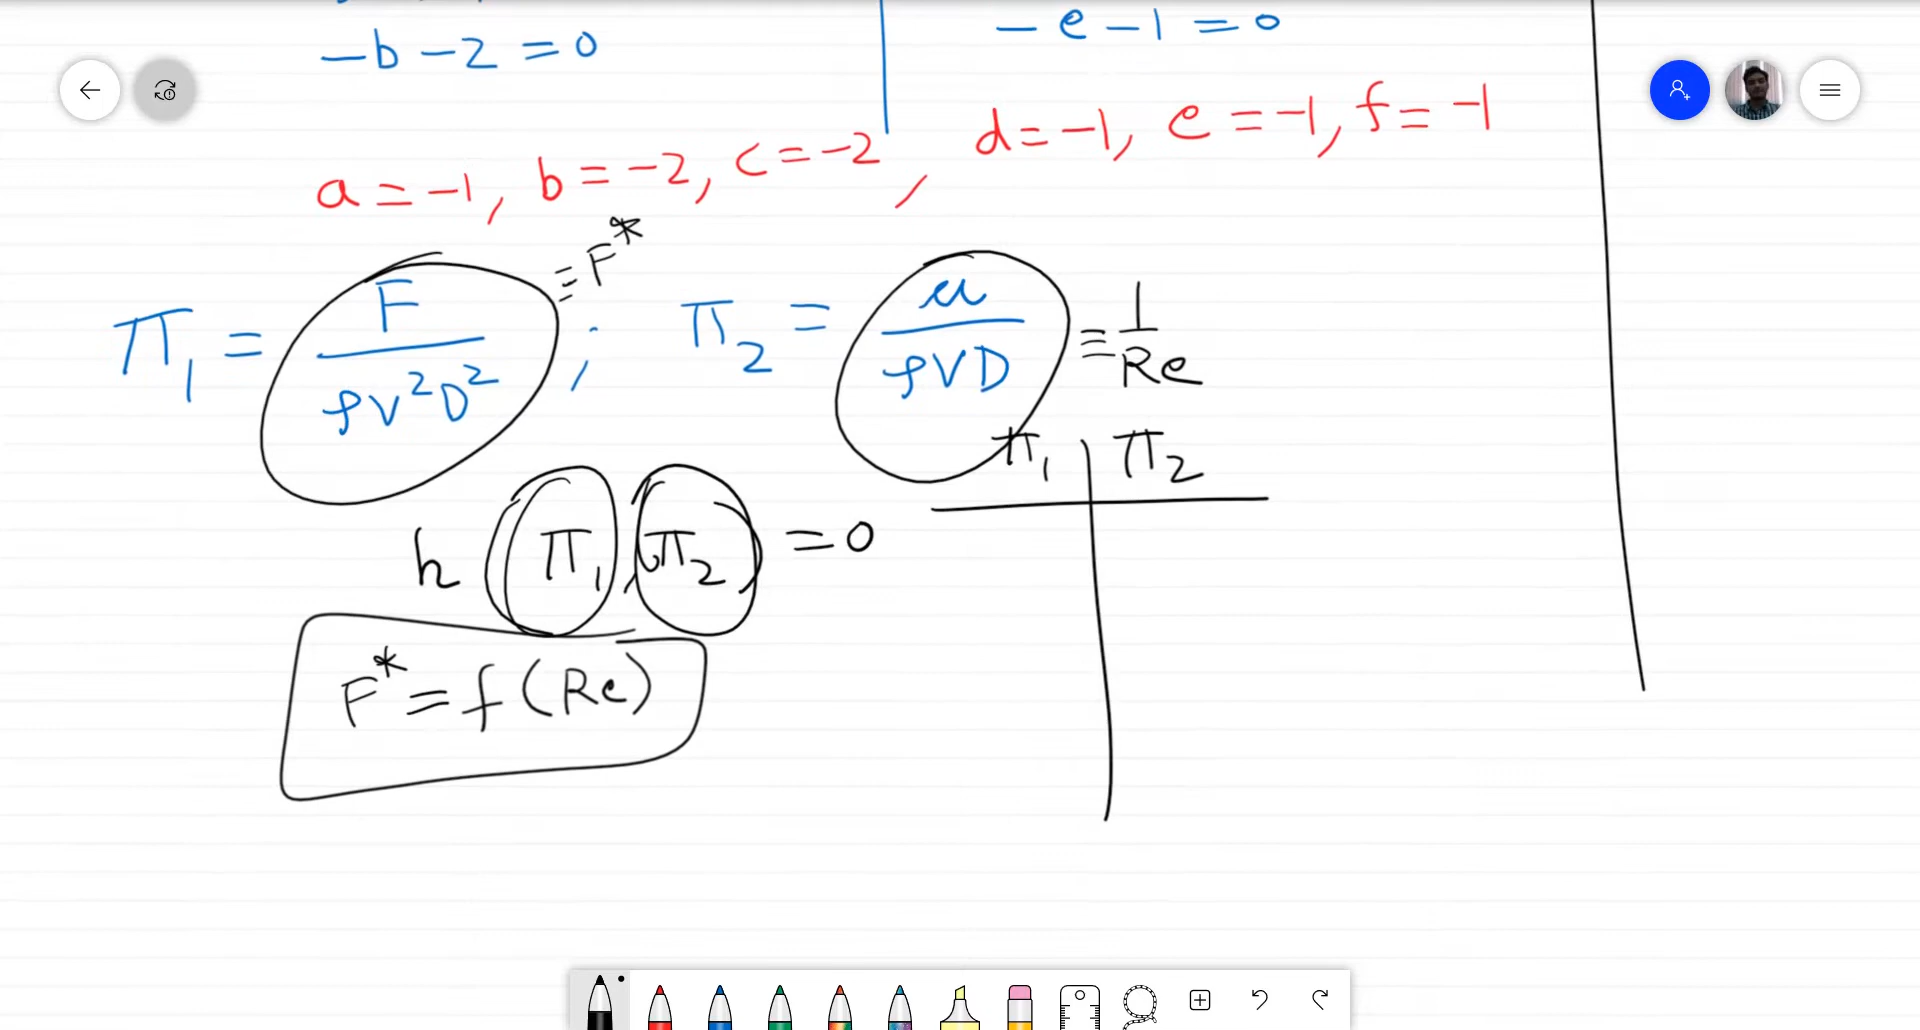 −b−2=0
−e−1=0
a=−1, b=−2, c=−2, d=−1, e=−1, f=−1
π₁ = F/ρV²D² ≡ F* ; π₂ = μ/ρVD ≡ 1/Re
π₁ π₂
h (π₁, π₂) = 0
F* = f(Re)